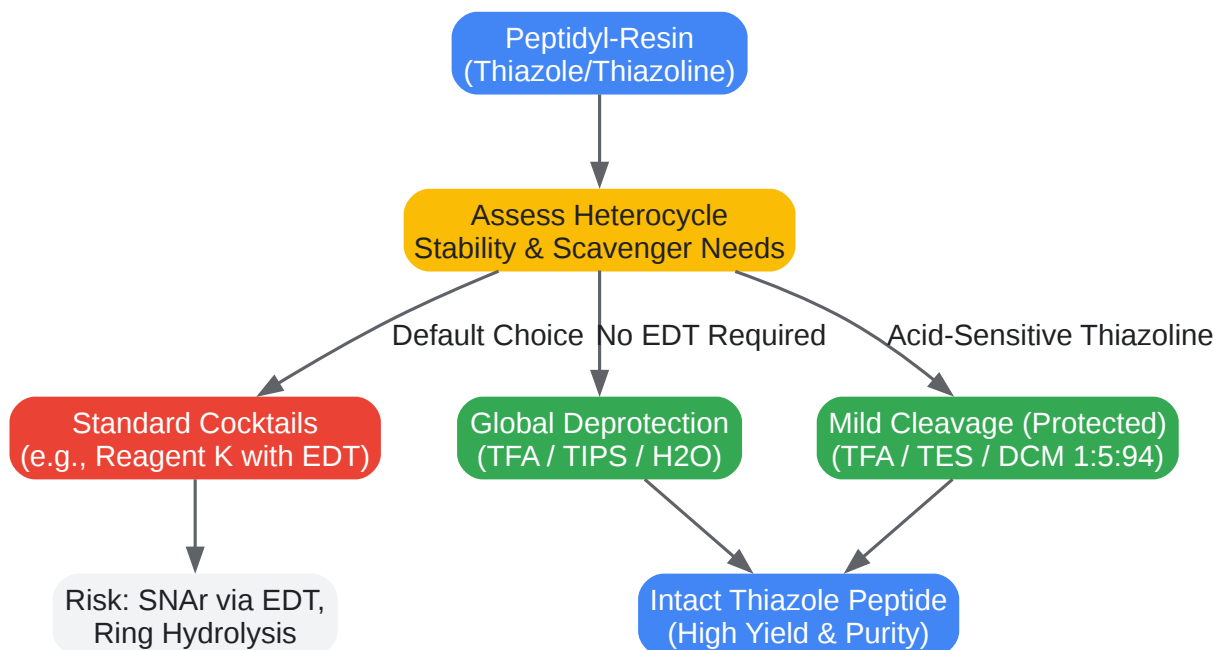 Peptidyl-Resin
(Thiazole/Thiazoline)
Assess Heterocycle
Stability & Scavenger Needs
Default Choice
No EDT Required
Acid-Sensitive Thiazoline
Standard Cocktails
(e.g., Reagent K with EDT)
Global Deprotection
(TFA / TIPS / H2O)
Mild Cleavage (Protected)
(TFA / TES / DCM 1:5:94)
Risk: SNAr via EDT,
Ring Hydrolysis
Intact Thiazole Peptide
(High Yield & Purity)